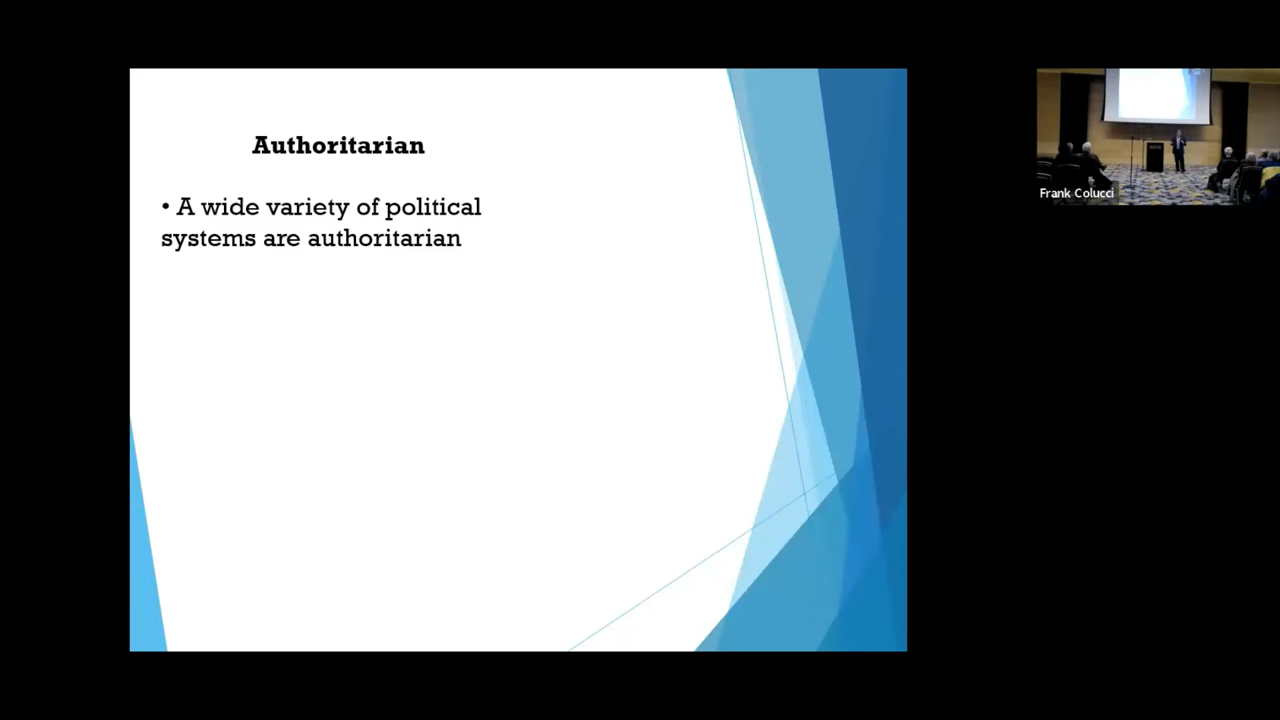 Authoritarian
• A wide variety of political
systems are authoritarian
Frank Colucci